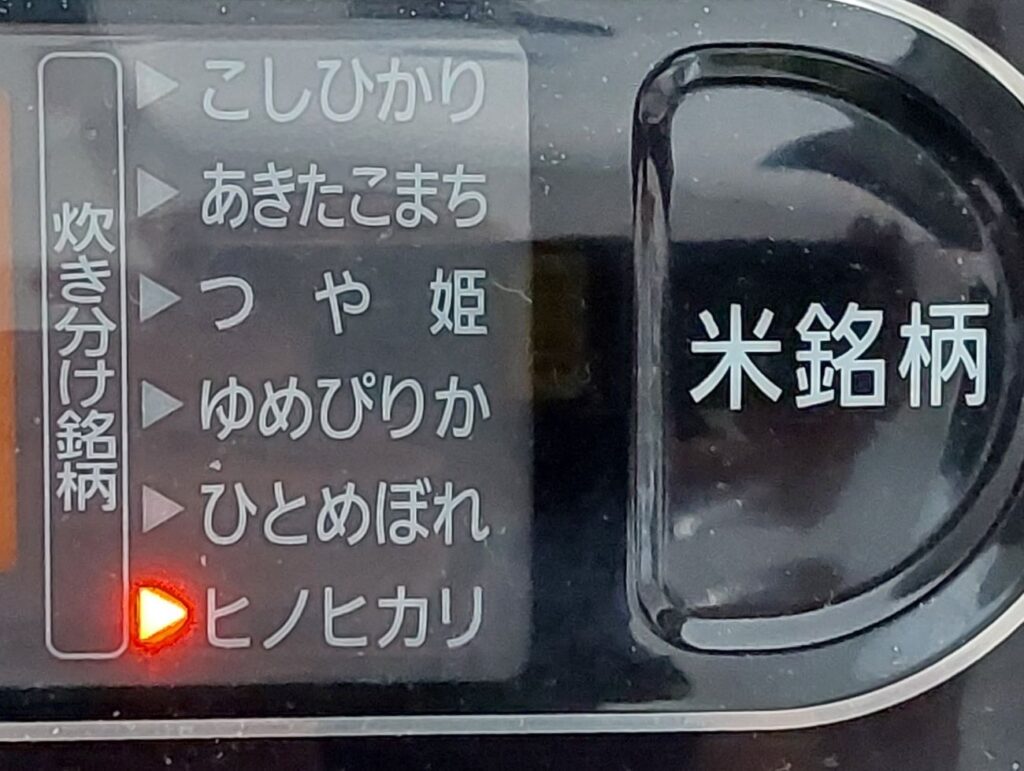 炊き分け銘柄
こしひかり
あきたこまち
つや姫
ゆめぴりか
ひとめぼれ
ヒノヒカリ
米銘柄